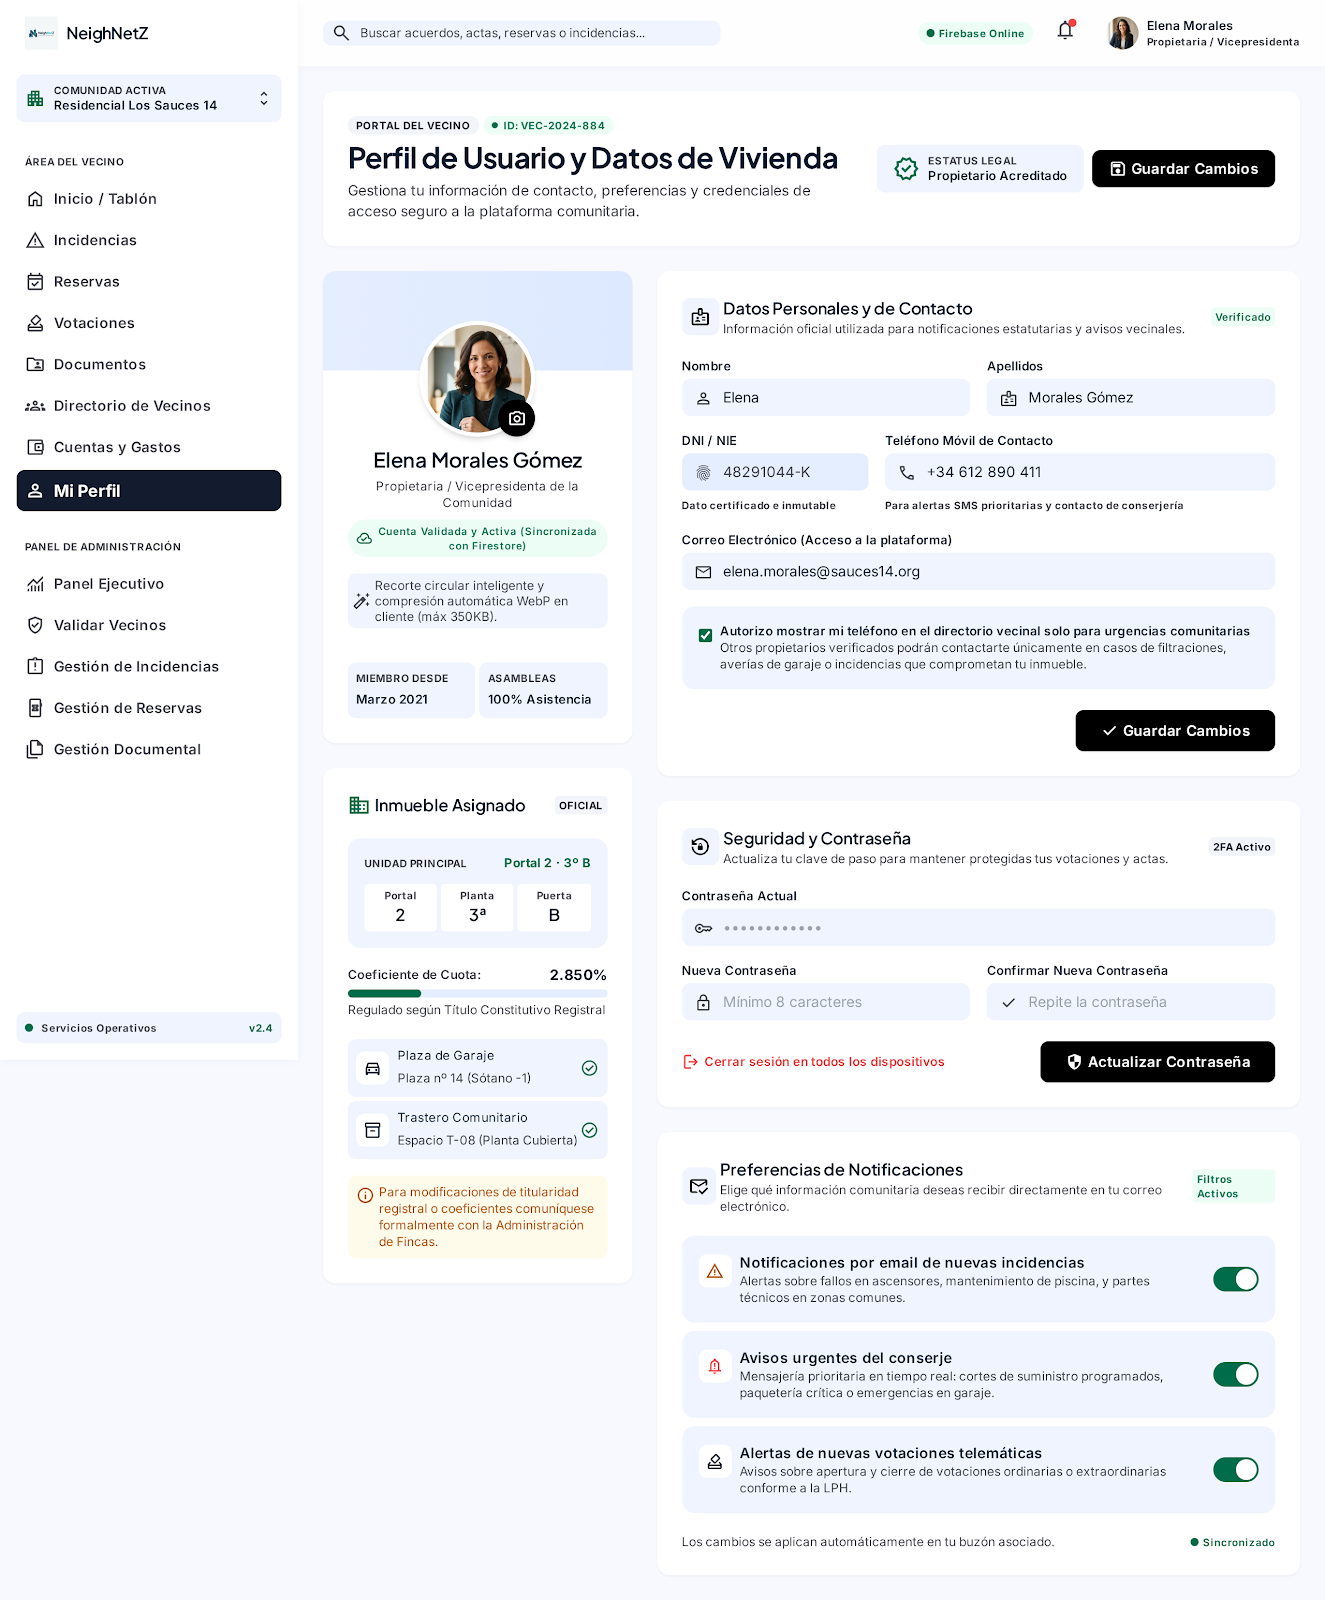 NeighNetZ
COMUNIDAD ACTIVA
Residencial Los Sauces 14
ÁREA DEL VECINO
Inicio / Tablón
Incidencias
Reservas
Votaciones
Documentos
Directorio de Vecinos
Cuentas y Gastos
Mi Perfil
PANEL DE ADMINISTRACIÓN
Panel Ejecutivo
Validar Vecinos
Gestión de Incidencias
Gestión de Reservas
Gestión Documental
Servicios Operativos
v2.4
Buscar acuerdos, actas, reservas o incidencias...
Firebase Online
Elena Morales
Propietaria / Vicepresidenta
PORTAL DEL VECINO
ID: VEC-2024-884
Perfil de Usuario y Datos de Vivienda
Gestiona tu información de contacto, preferencias y credenciales de
acceso seguro a la plataforma comunitaria.
ESTATUS LEGAL
Propietario Acreditado
Guardar Cambios
Elena Morales Gómez
Propietaria / Vicepresidenta de la
Comunidad
Cuenta Validada y Activa (Sincronizada
con Firestore)
Recorte circular inteligente y
compresión automática WebP en
cliente (máx 350KB).
MIEMBRO DESDE
Marzo 2021
ASAMBLEAS
100% Asistencia
Inmueble Asignado
OFICIAL
UNIDAD PRINCIPAL
Portal 2 · 3º B
Portal
2
Planta
3ª
Puerta
B
Coeficiente de Cuota:
2.850%
Regulado según Título Constitutivo Registral
Plaza de Garaje
Plaza nº 14 (Sótano -1)
Trastero Comunitario
Espacio T-08 (Planta Cubierta)
Para modificaciones de titularidad
registral o coeficientes comuníquese
formalmente con la Administración
de Fincas.
Datos Personales y de Contacto
Información oficial utilizada para notificaciones estatutarias y avisos vecinales.
Verificado
Nombre
Elena
Apellidos
Morales Gómez
DNI / NIE
48291044-K
Dato certificado e inmutable
Teléfono Móvil de Contacto
+34 612 890 411
Para alertas SMS prioritarias y contacto de conserjería
Correo Electrónico (Acceso a la plataforma)
elena.morales@sauces14.org
Autorizo mostrar mi teléfono en el directorio vecinal solo para urgencias comunitarias
Otros propietarios verificados podrán contactarte únicamente en casos de filtraciones,
averías de garaje o incidencias que comprometan tu inmueble.
Guardar Cambios
Seguridad y Contraseña
Actualiza tu clave de paso para mantener protegidas tus votaciones y actas.
2FA Activo
Contraseña Actual
••••••••••••
Nueva Contraseña
Mínimo 8 caracteres
Confirmar Nueva Contraseña
Repite la contraseña
Cerrar sesión en todos los dispositivos
Actualizar Contraseña
Preferencias de Notificaciones
Elige qué información comunitaria deseas recibir directamente en tu correo
electrónico.
Filtros
Activos
Notificaciones por email de nuevas incidencias
Alertas sobre fallos en ascensores, mantenimiento de piscina, y partes
técnicos en zonas comunes.
Avisos urgentes del conserje
Mensajería prioritaria en tiempo real: cortes de suministro programados,
paquetería crítica o emergencias en garaje.
Alertas de nuevas votaciones telemáticas
Avisos sobre apertura y cierre de votaciones ordinarias o extraordinarias
conforme a la LPH.
Los cambios se aplican automáticamente en tu buzón asociado.
Sincronizado